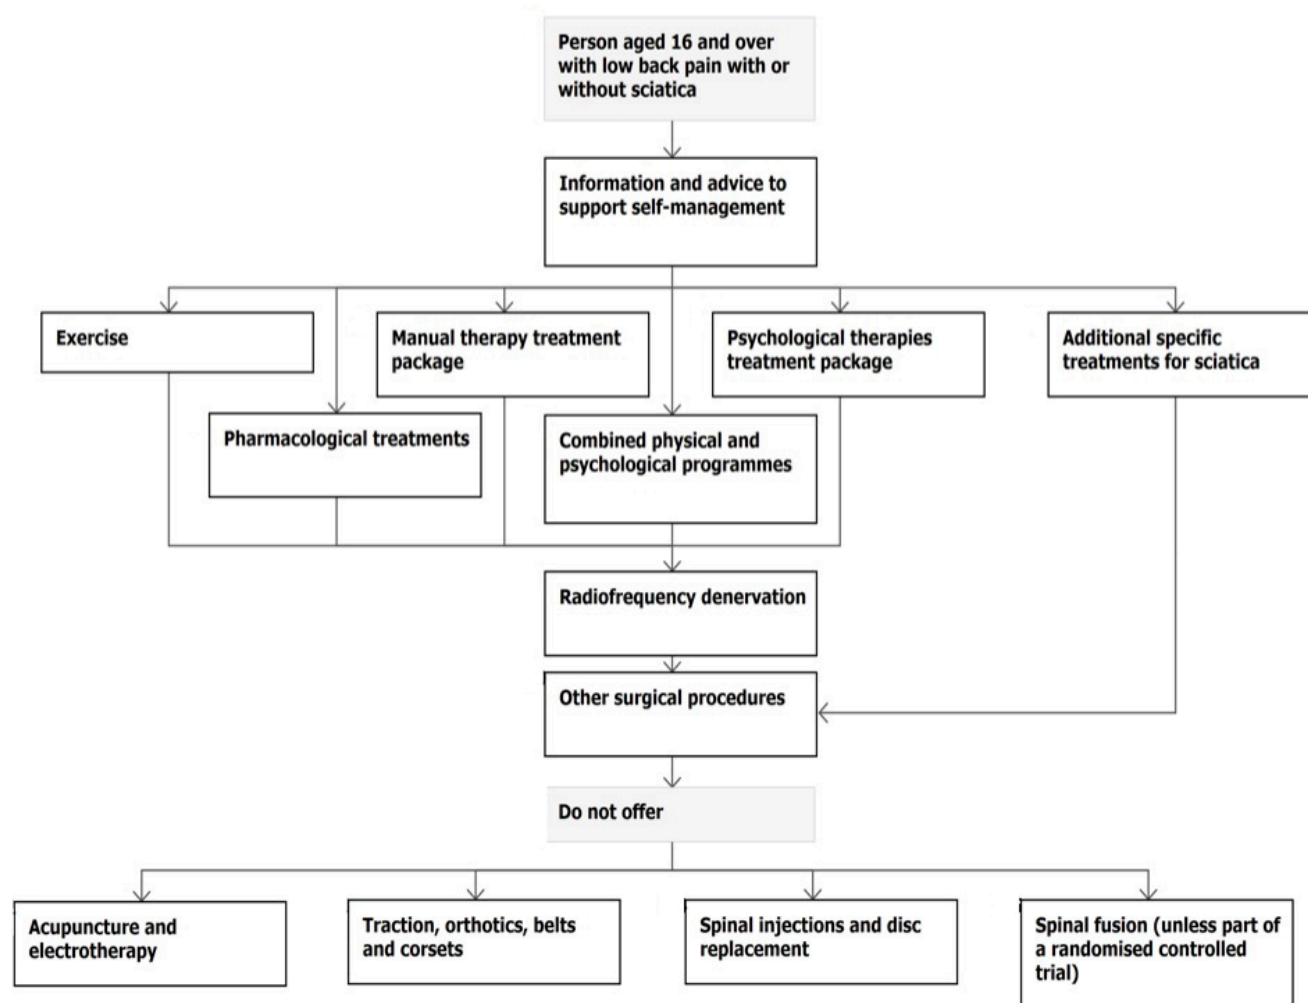 Person aged 16 and over
with low back pain with or
without sciatica
Information and advice to
support self-management
Exercise
Manual therapy treatment
package
Psychological therapies
treatment package
Additional specific
treatments for sciatica
Pharmacological treatments
Combined physical and
psychological programmes
Radiofrequency denervation
Other surgical procedures
Do not offer
Acupuncture and
electrotherapy
Traction, orthotics, belts
and corsets
Spinal injections and disc
replacement
Spinal fusion (unless part of
a randomised controlled
trial)